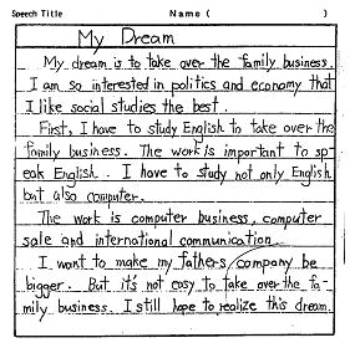 Speech Title Name ( )
My Dream
My dream is to take over the family business.
I am so interested in politics and economy that
I like social studies the best.
First, I have to study English to take over the
family business. The work is important to sp-
eak English. I have to study not only English
but also computer.
The work is computer business, computer
sale and international communication.
I want to make my fathers company be
bigger. But it's not easy to take over the fa-
mily business. I still hope to realize this dream.